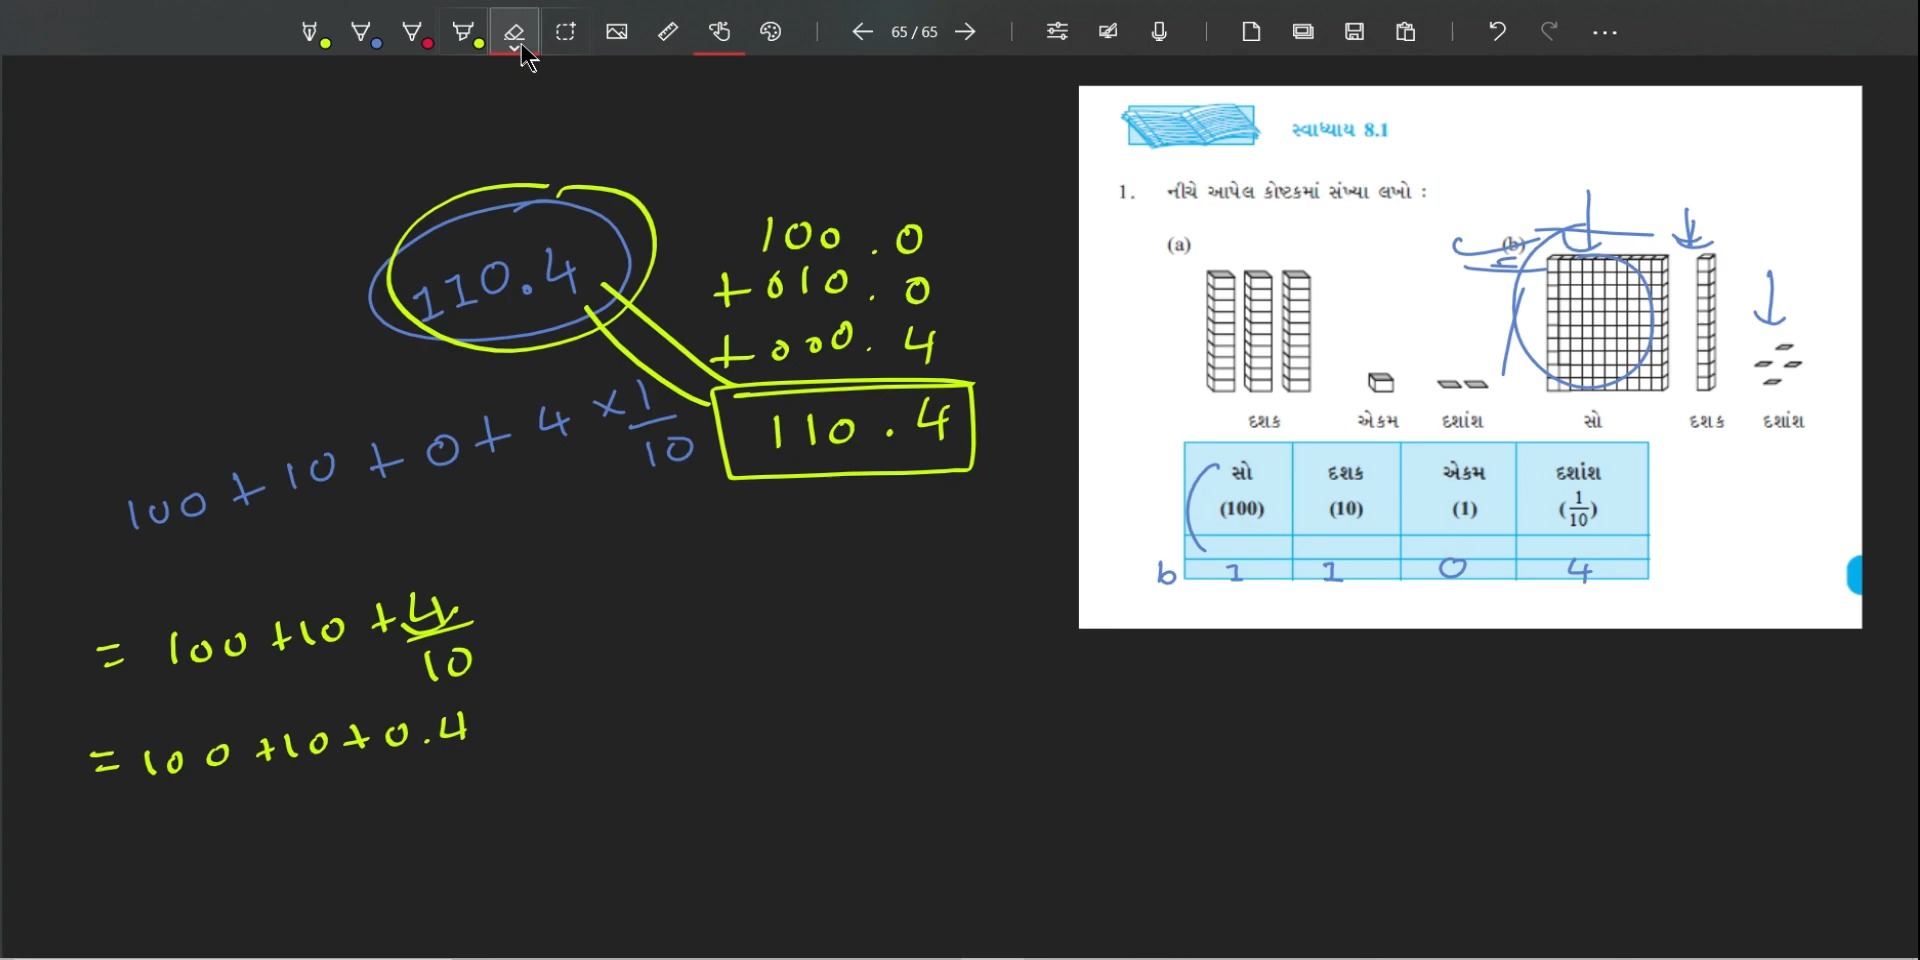 65/65
110.4
100.0
+010.0
+000.4
110.4
100+10+0+4×1/10
= 100+10+4/10
= 100+10+0.4
સ્વાધ્યાય 8.1
1. નીચે આપેલ કોષ્ટકમાં સંખ્યા લખો :
(a) (b)
દશક એકમ દશાંશ સો દશક દશાંશ
સો દશક એકમ દશાંશ
(100) (10) (1) (1/10)
b 1 1 0 4